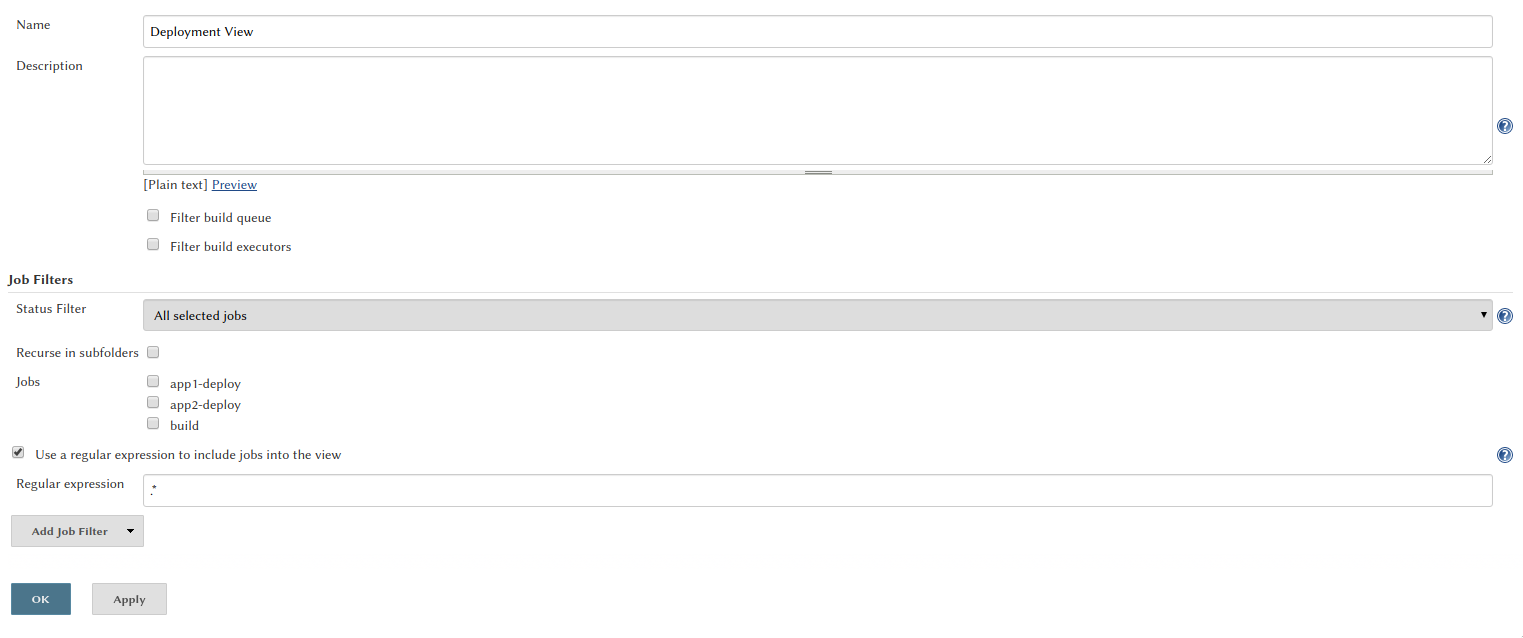 Name
Deployment View
Description
[Plain text] Preview
Filter build queue
Filter build executors
Job Filters
Status Filter
All selected jobs
Recurse in subfolders
Jobs
app1-deploy
app2-deploy
build
Use a regular expression to include jobs into the view
Regular expression
.*
Add Job Filter
OK
Apply